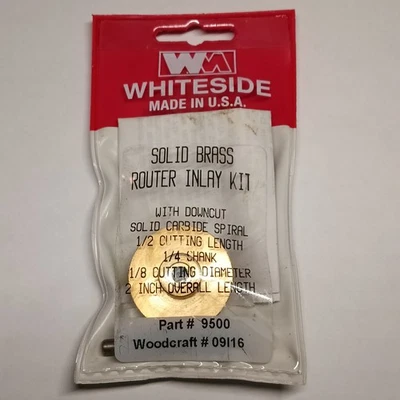 WM
WHITESIDE
MADE IN U.S.A.
SOLID BRASS
ROUTER INLAY KIT
WITH DOWNCUT
SOLID CARBIDE SPIRAL
1/2 CUTTING LENGTH
1/4 SHANK
1/8 CUTTING DIAMETER
2 INCH OVERALL LENGTH
Part # 9500
Woodcraft # 09I16